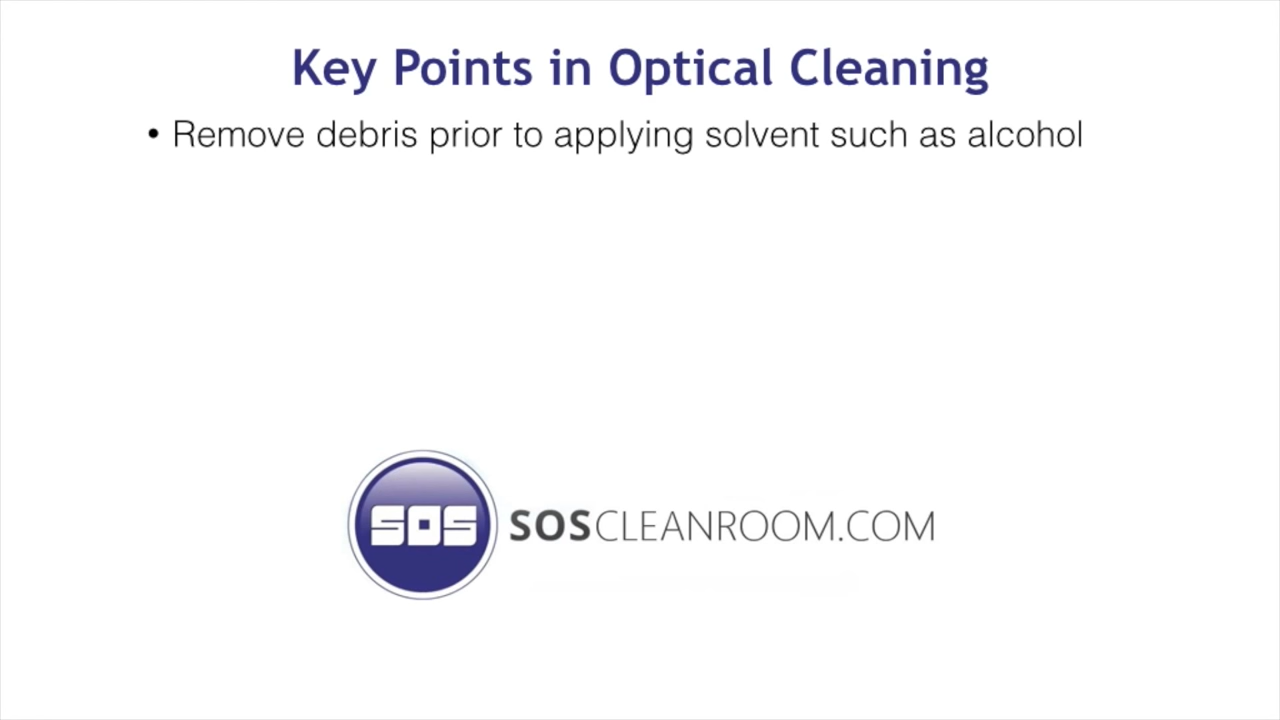 Key Points in Optical Cleaning
• Remove debris prior to applying solvent such as alcohol
SOS SOSCLEANROOM.COM